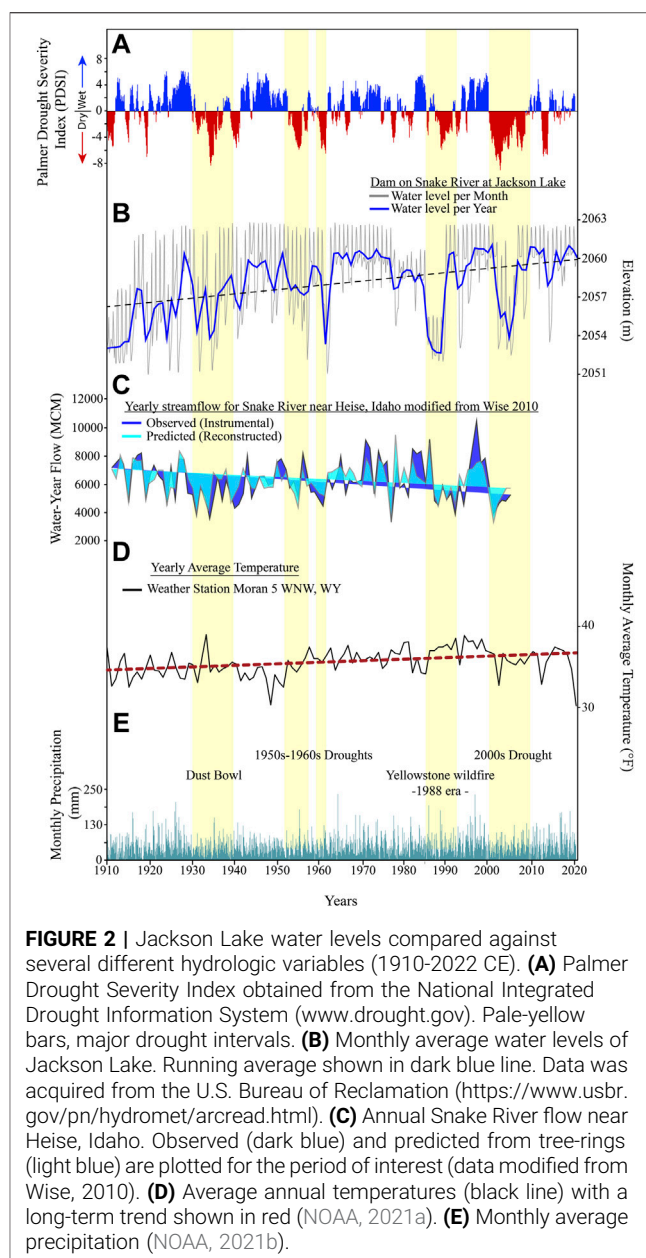 A
Palmer Drought Severity
Index (PDSI)
Dry Wet
8
4
0
-4
-8
Dam on Snake River at Jackson Lake
Water level per Month
Water level per Year
B
2063
2060
2057
2054
2051
Elevation (m)
C
12000
10000
8000
6000
4000
2000
Water-Year Flow (MCM)
Yearly streamflow for Snake River near Heise, Idaho modified from Wise 2010
Observed (Instrumental)
Predicted (Reconstructed)
D
Yearly Average Temperature
Weather Station Moran 5 WNW, WY
40
30
Monthly Average Temperature (°F)
E
1950s-1960s Droughts
2000s Drought
Dust Bowl
Yellowstone wildfire
-1988 era -
Monthly Precipitation
(mm)
250
130
0
1910 1920 1930 1940 1950 1960 1970 1980 1990 2000 2010 2020
Years
FIGURE 2 | Jackson Lake water levels compared against
several different hydrologic variables (1910-2022 CE). (A) Palmer
Drought Severity Index obtained from the National Integrated
Drought Information System (www.drought.gov). Pale-yellow
bars, major drought intervals. (B) Monthly average water levels of
Jackson Lake. Running average shown in dark blue line. Data was
acquired from the U.S. Bureau of Reclamation (https://www.usbr.
gov/pn/hydromet/arcread.html). (C) Annual Snake River flow near
Heise, Idaho. Observed (dark blue) and predicted from tree-rings
(light blue) are plotted for the period of interest (data modified from
Wise, 2010). (D) Average annual temperatures (black line) with a
long-term trend shown in red (NOAA, 2021a). (E) Monthly average
precipitation (NOAA, 2021b).